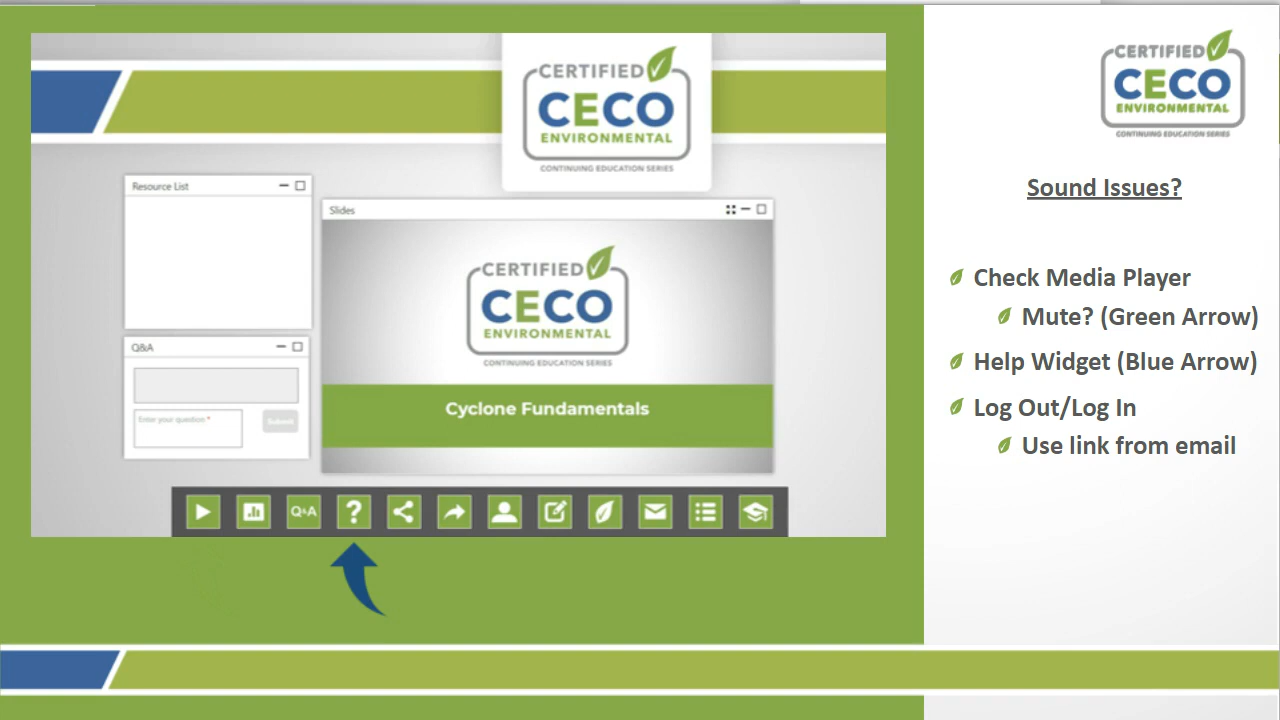 CERTIFIED
CECO
ENVIRONMENTAL
CONTINUING EDUCATION SERIES
Resource List
Slides
CERTIFIED
CECO
ENVIRONMENTAL
CONTINUING EDUCATION SERIES
Cyclone Fundamentals
Q&A
Enter your question *
Submit
Q&A
?
CERTIFIED
CECO
ENVIRONMENTAL
CONTINUING EDUCATION SERIES
Sound Issues?
Check Media Player
Mute? (Green Arrow)
Help Widget (Blue Arrow)
Log Out/Log In
Use link from email